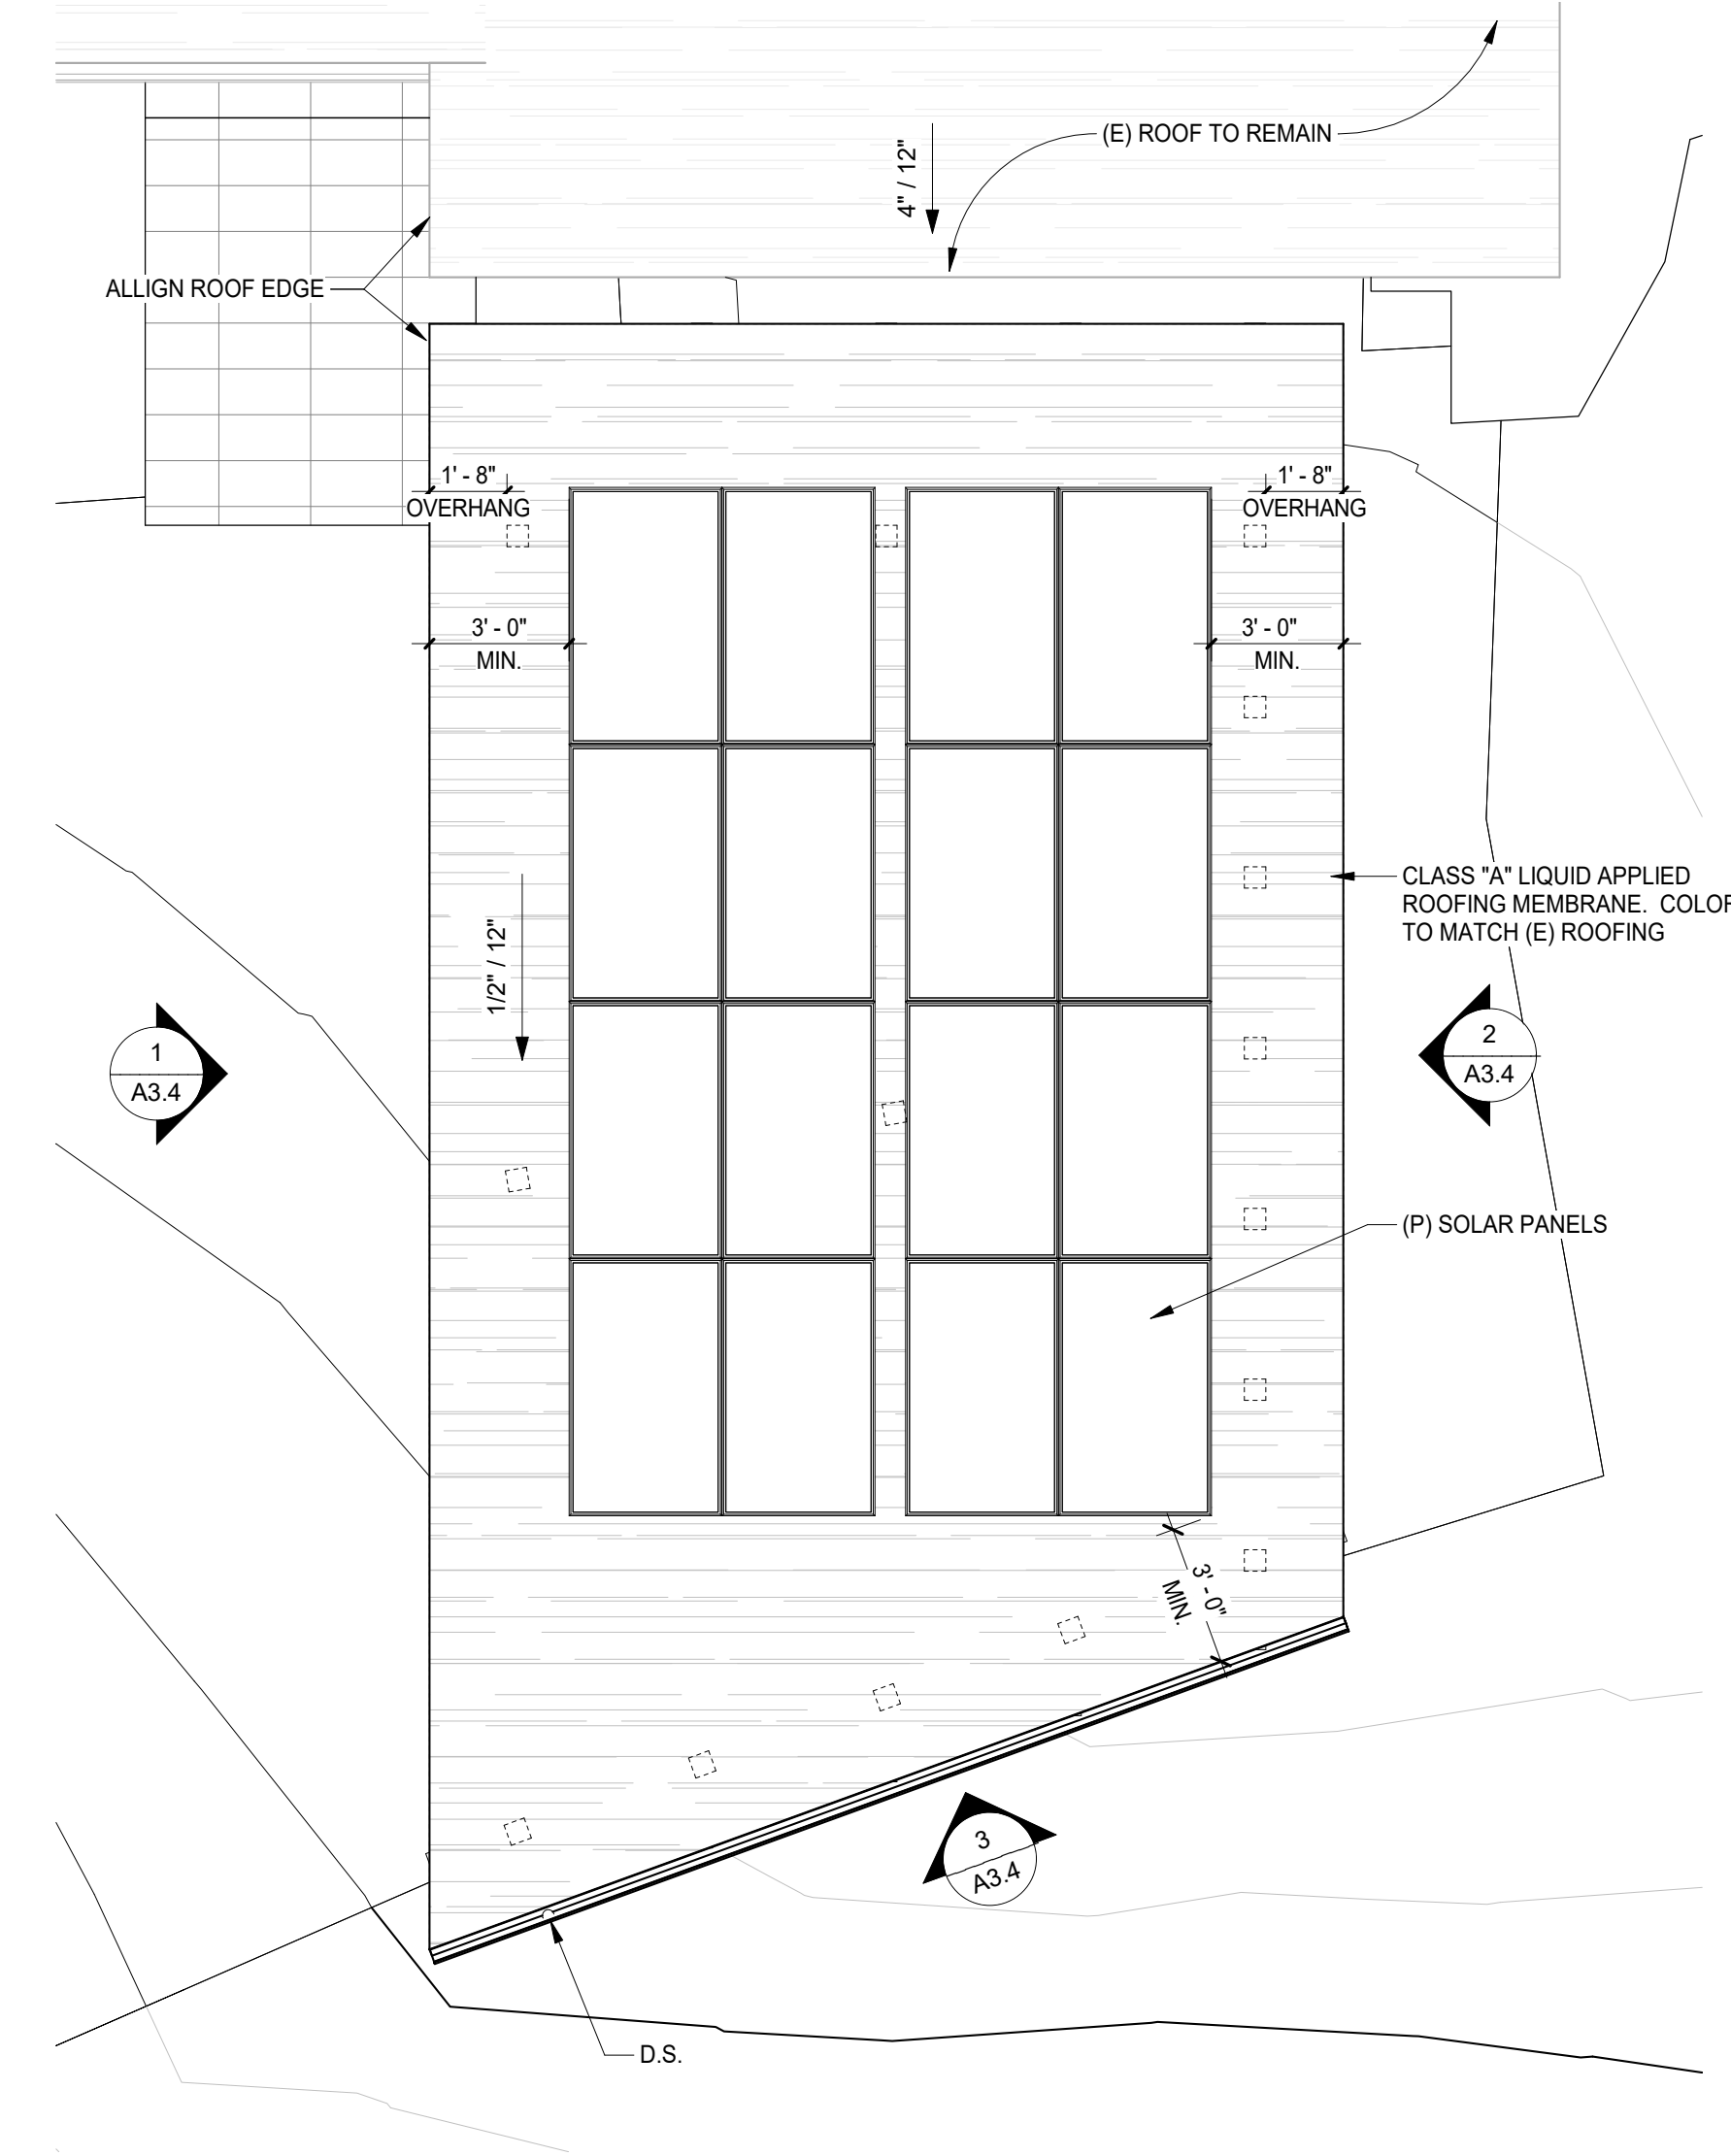 (E) ROOF TO REMAIN
4" / 12"
ALLIGN ROOF EDGE
1' - 8"
OVERHANG
1' - 8"
OVERHANG
3' - 0"
MIN.
3' - 0"
MIN.
CLASS "A" LIQUID APPLIED
ROOFING MEMBRANE. COLOR
TO MATCH (E) ROOFING
1/2" / 12"
1
A3.4
2
A3.4
(P) SOLAR PANELS
3' - 0"
MIN.
3
A3.4
D.S.